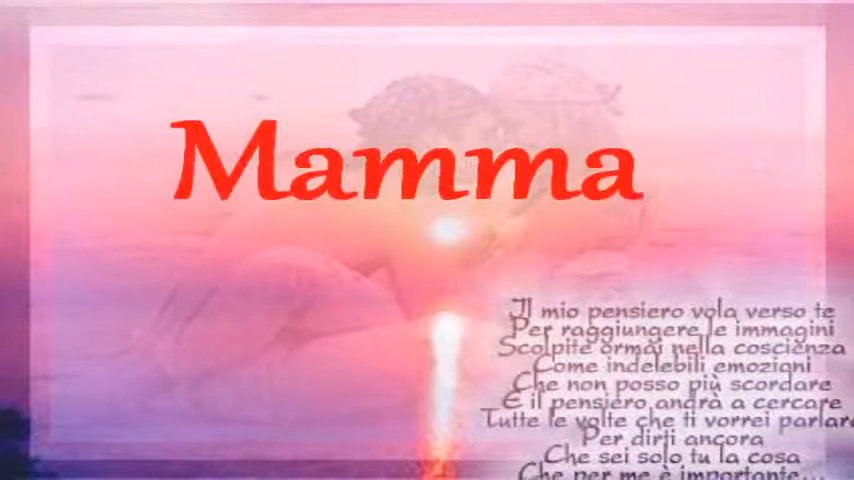 Mamma
Il mio pensiero vola verso te
Per raggiungere le immagini
Scolpite ormai nella coscienza
Come indelebili emozioni
Che non posso più scordare
E il pensiero andrà a cercare
Tutte le volte che ti vorrei parlare
Per dirti ancora
Che sei solo tu la cosa
Che per me è importante...